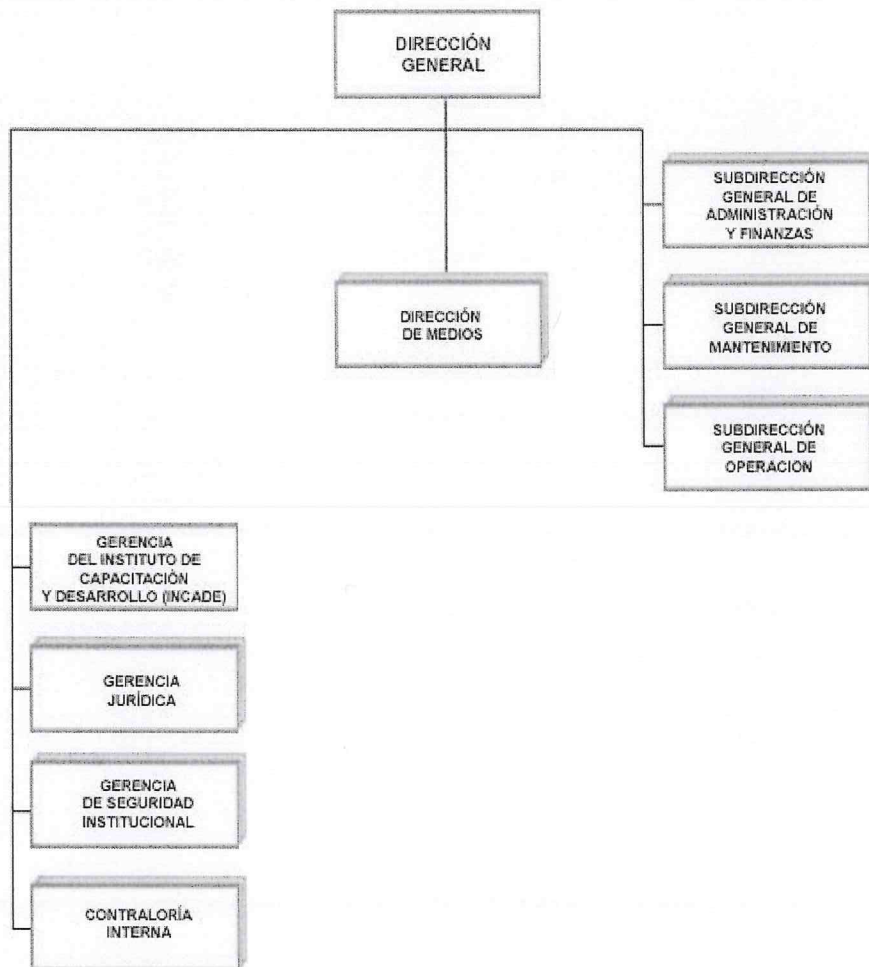 DIRECCIÓN
GENERAL
SUBDIRECCIÓN
GENERAL DE
ADMINISTRACIÓN
Y FINANZAS
DIRECCIÓN
DE MEDIOS
SUBDIRECCIÓN
GENERAL DE
MANTENIMIENTO
SUBDIRECCIÓN
GENERAL DE
OPERACION
GERENCIA
DEL INSTITUTO DE
CAPACITACIÓN
Y DESARROLLO (INCADE)
GERENCIA
JURÍDICA
GERENCIA
DE SEGURIDAD
INSTITUCIONAL
CONTRALORÍA
INTERNA